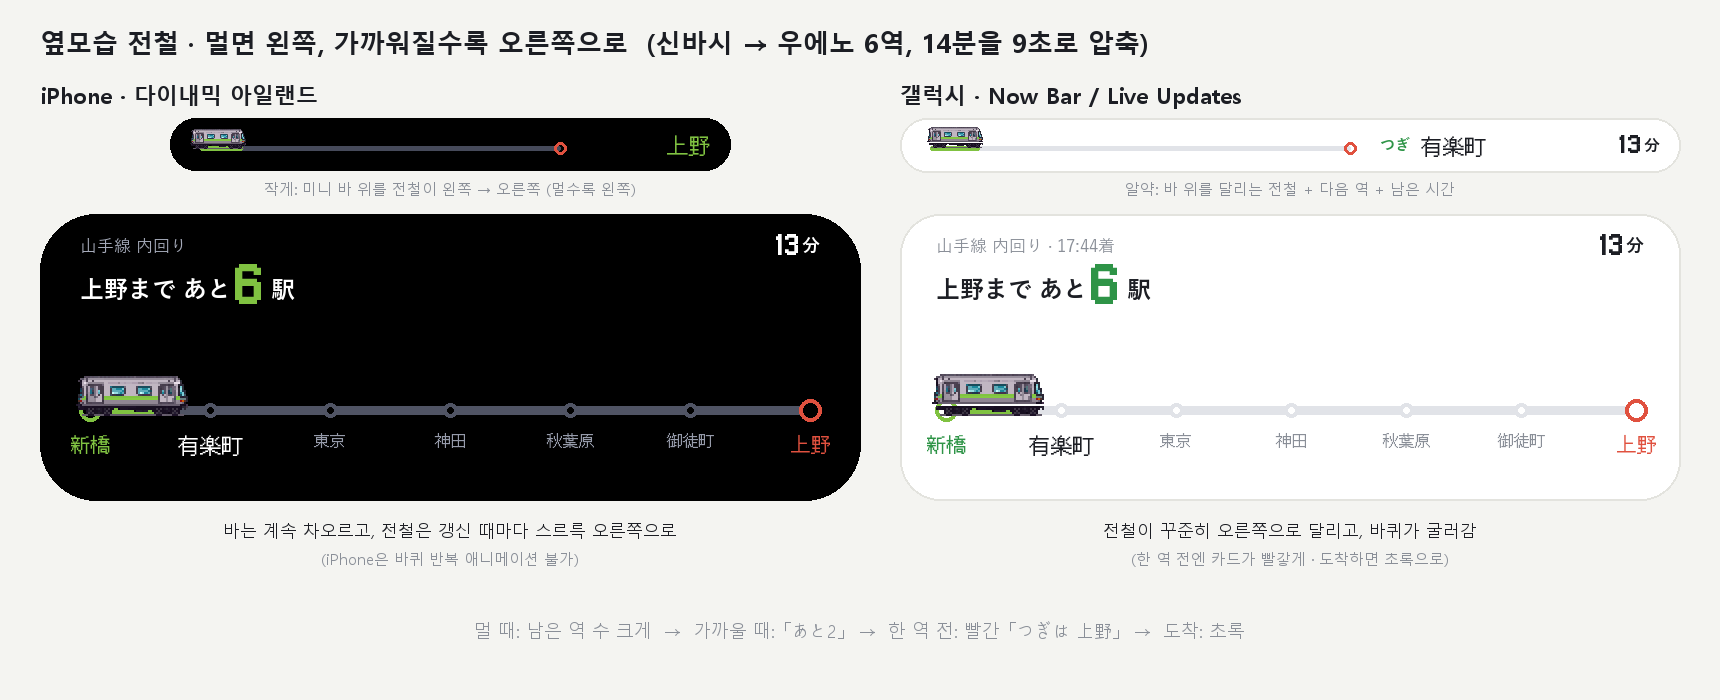 옆모습 전철 · 멀면 왼쪽, 가까워질수록 오른쪽으로 (신바시 → 우에노 6역, 14분을 9초로 압축)
iPhone · 다이내믹 아일랜드
上野
작게: 미니 바 위를 전철이 왼쪽 → 오른쪽 (멀수록 왼쪽)
山手線 内回り
13分
上野まで あと6 駅
新橋 有楽町 東京 神田 秋葉原 御徒町 上野
바는 계속 차오르고, 전철은 갱신 때마다 스르륵 오른쪽으로
(iPhone은 바퀴 반복 애니메이션 불가)
갤럭시 · Now Bar / Live Updates
つぎ 有楽町 13分
알약: 바 위를 달리는 전철 + 다음 역 + 남은 시간
山手線 内回り · 17:44着
13分
上野まで あと6 駅
新橋 有楽町 東京 神田 秋葉原 御徒町 上野
전철이 꾸준히 오른쪽으로 달리고, 바퀴가 굴러감
(한 역 전엔 카드가 빨갛게 · 도착하면 초록으로)
멀 때: 남은 역 수 크게 → 가까울 때:「あと2」 → 한 역 전: 빨간「つぎは 上野」 → 도착: 초록